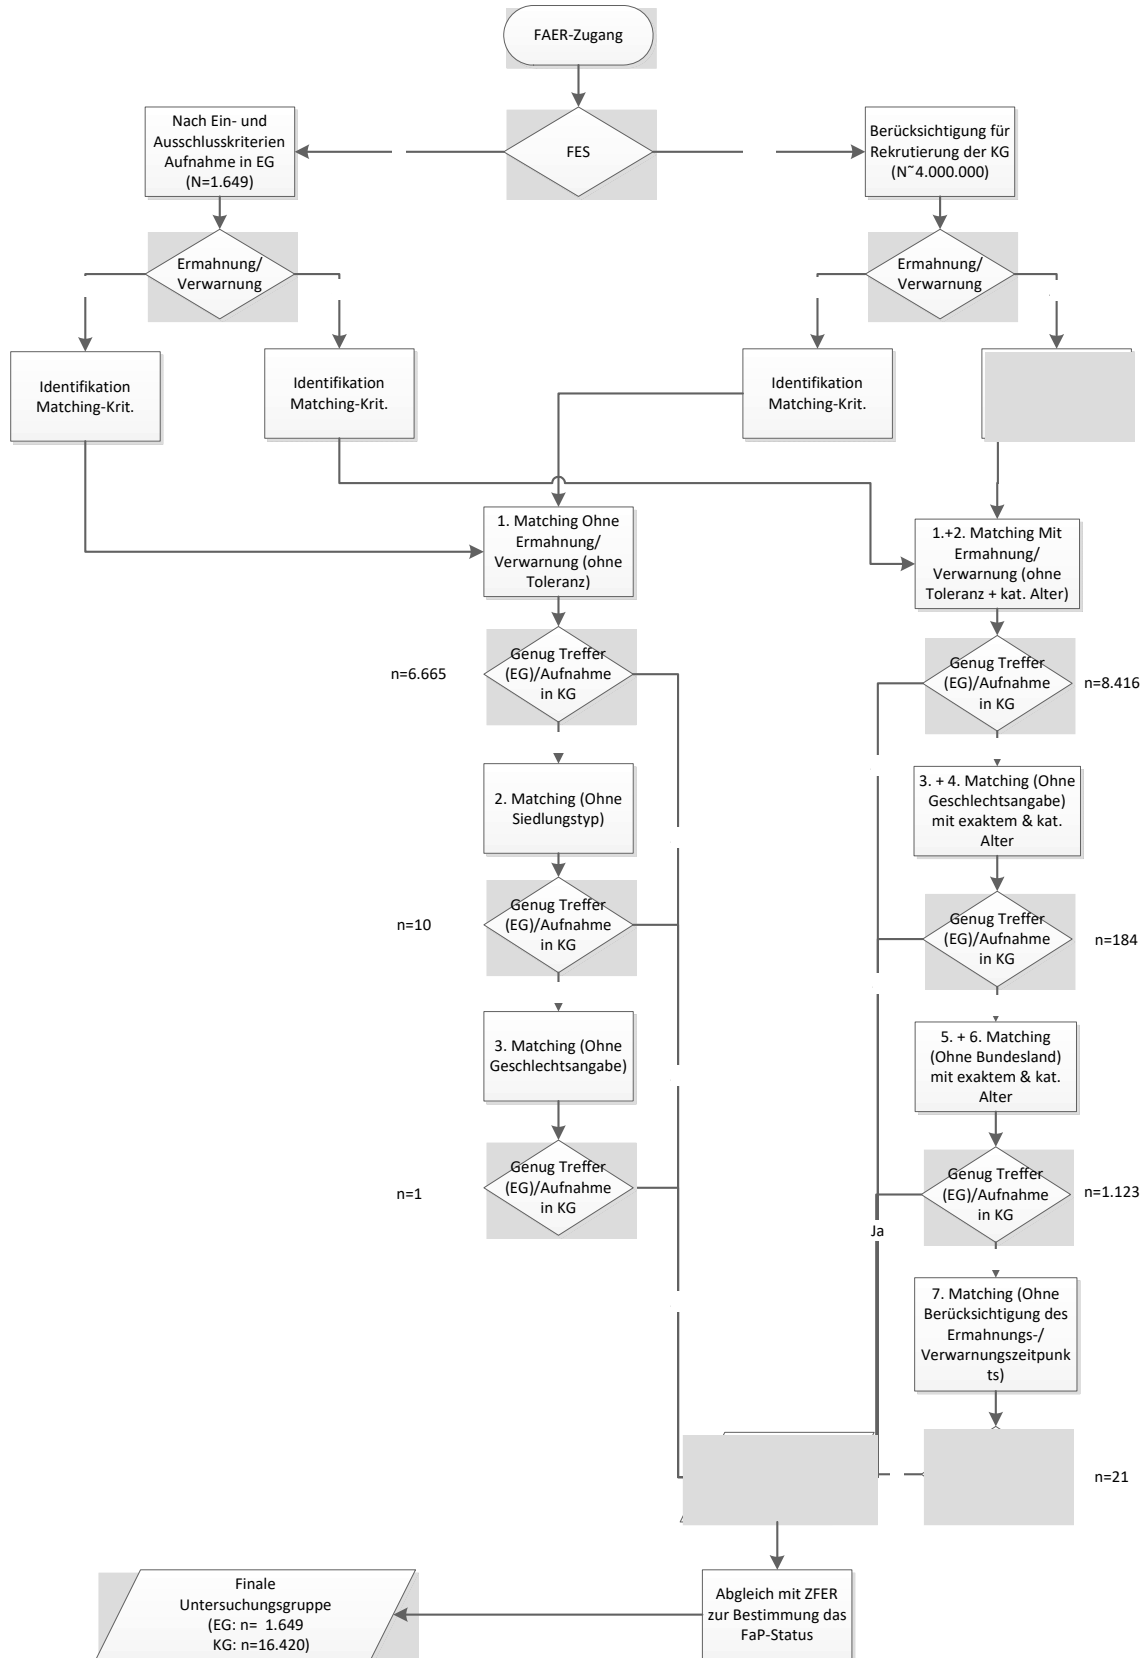 FAER-Zugang
Nach Ein- und
Ausschlusskriterien
Aufnahme in EG
(N=1.649)
FES
Berücksichtigung für
Rekrutierung der KG
(N~4.000.000)
Ermahnung/
Verwarnung
Ermahnung/
Verwarnung
Identifikation
Matching-Krit.
Identifikation
Matching-Krit.
Identifikation
Matching-Krit.
1. Matching Ohne
Ermahnung/
Verwarnung (ohne
Toleranz)
1.+2. Matching Mit
Ermahnung/
Verwarnung (ohne
Toleranz + kat. Alter)
n=6.665
Genug Treffer
(EG)/Aufnahme
in KG
Genug Treffer
(EG)/Aufnahme
in KG
n=8.416
2. Matching (Ohne
Siedlungstyp)
3. + 4. Matching (Ohne
Geschlechtsangabe)
mit exaktem & kat.
Alter
n=10
Genug Treffer
(EG)/Aufnahme
in KG
Genug Treffer
(EG)/Aufnahme
in KG
n=184
3. Matching (Ohne
Geschlechtsangabe)
5. + 6. Matching
(Ohne Bundesland)
mit exaktem & kat.
Alter
n=1
Genug Treffer
(EG)/Aufnahme
in KG
Genug Treffer
(EG)/Aufnahme
in KG
n=1.123
Ja
7. Matching (Ohne
Berücksichtigung des
Ermahnungs-/
Verwarnungszeitpunk
ts)
n=21
Finale
Untersuchungsgruppe
(EG: n= 1.649
KG: n=16.420)
Abgleich mit ZFER
zur Bestimmung das
FaP-Status